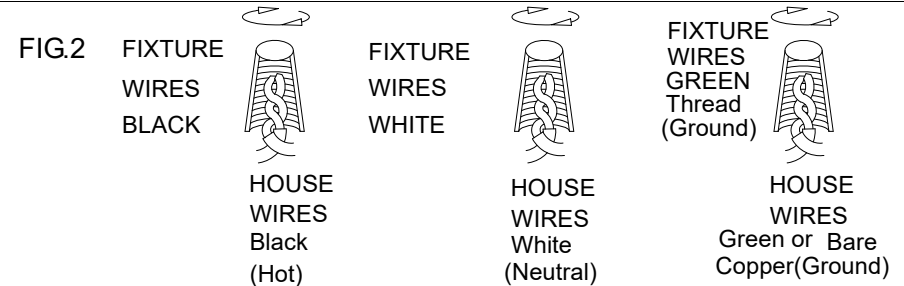 FIG.2
FIXTURE
WIRES
BLACK
HOUSE
WIRES
Black
(Hot)
FIXTURE
WIRES
WHITE
HOUSE
WIRES
White
(Neutral)
FIXTURE
WIRES
GREEN
Thread
(Ground)
HOUSE
WIRES
Green or Bare
Copper(Ground)